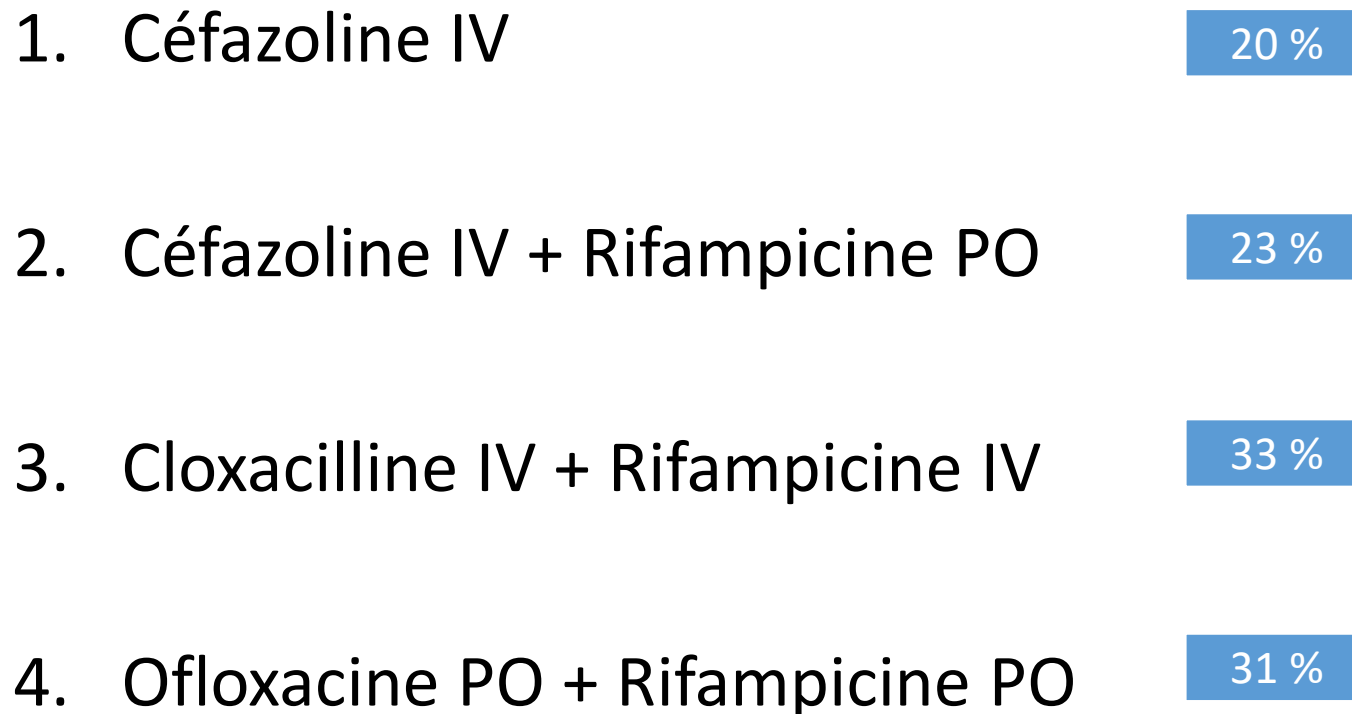 1. Céfazoline IV 20 %
2. Céfazoline IV + Rifampicine PO 23 %
3. Cloxacilline IV + Rifampicine IV 33 %
4. Ofloxacine PO + Rifampicine PO 31 %